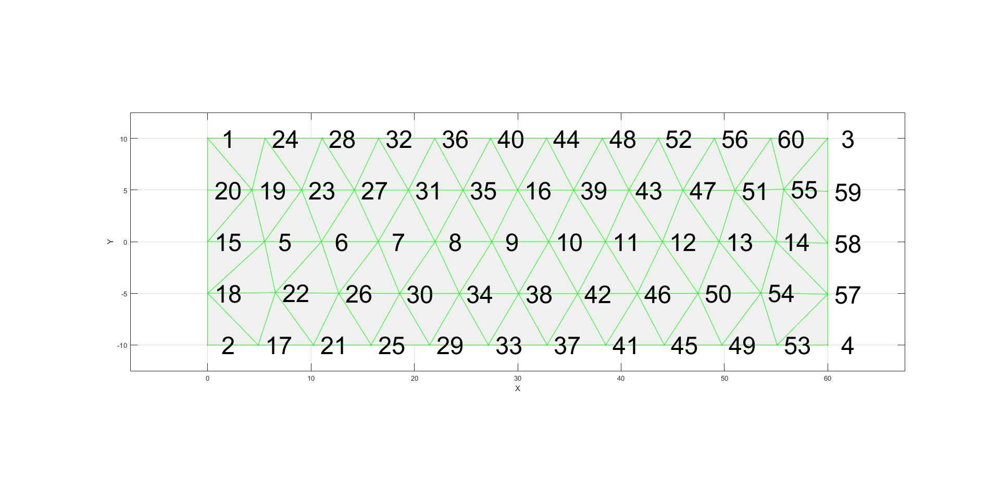 10 1 24 28 32 36 40 44 48 52 56 60 3
5 20 19 23 27 31 35 16 39 43 47 51 55 59
Y 0 15 5 6 7 8 9 10 11 12 13 14 58
-5 18 22 26 30 34 38 42 46 50 54 57
-10 2 17 21 25 29 33 37 41 45 49 53 4
0 10 20 30 40 50 60
X